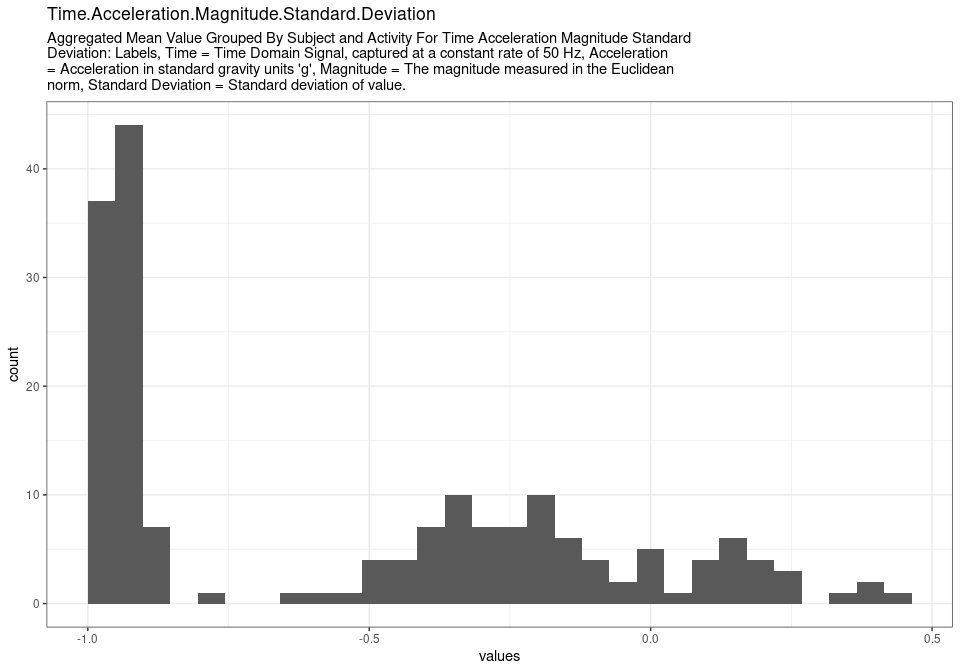 Time.Acceleration.Magnitude.Standard.Deviation
Aggregated Mean Value Grouped By Subject and Activity For Time Acceleration Magnitude Standard
Deviation: Labels, Time = Time Domain Signal, captured at a constant rate of 50 Hz, Acceleration
= Acceleration in standard gravity units 'g', Magnitude = The magnitude measured in the Euclidean
norm, Standard Deviation = Standard deviation of value.
40
30
20
10
0
count
-1.0
-0.5
0.0
0.5
values